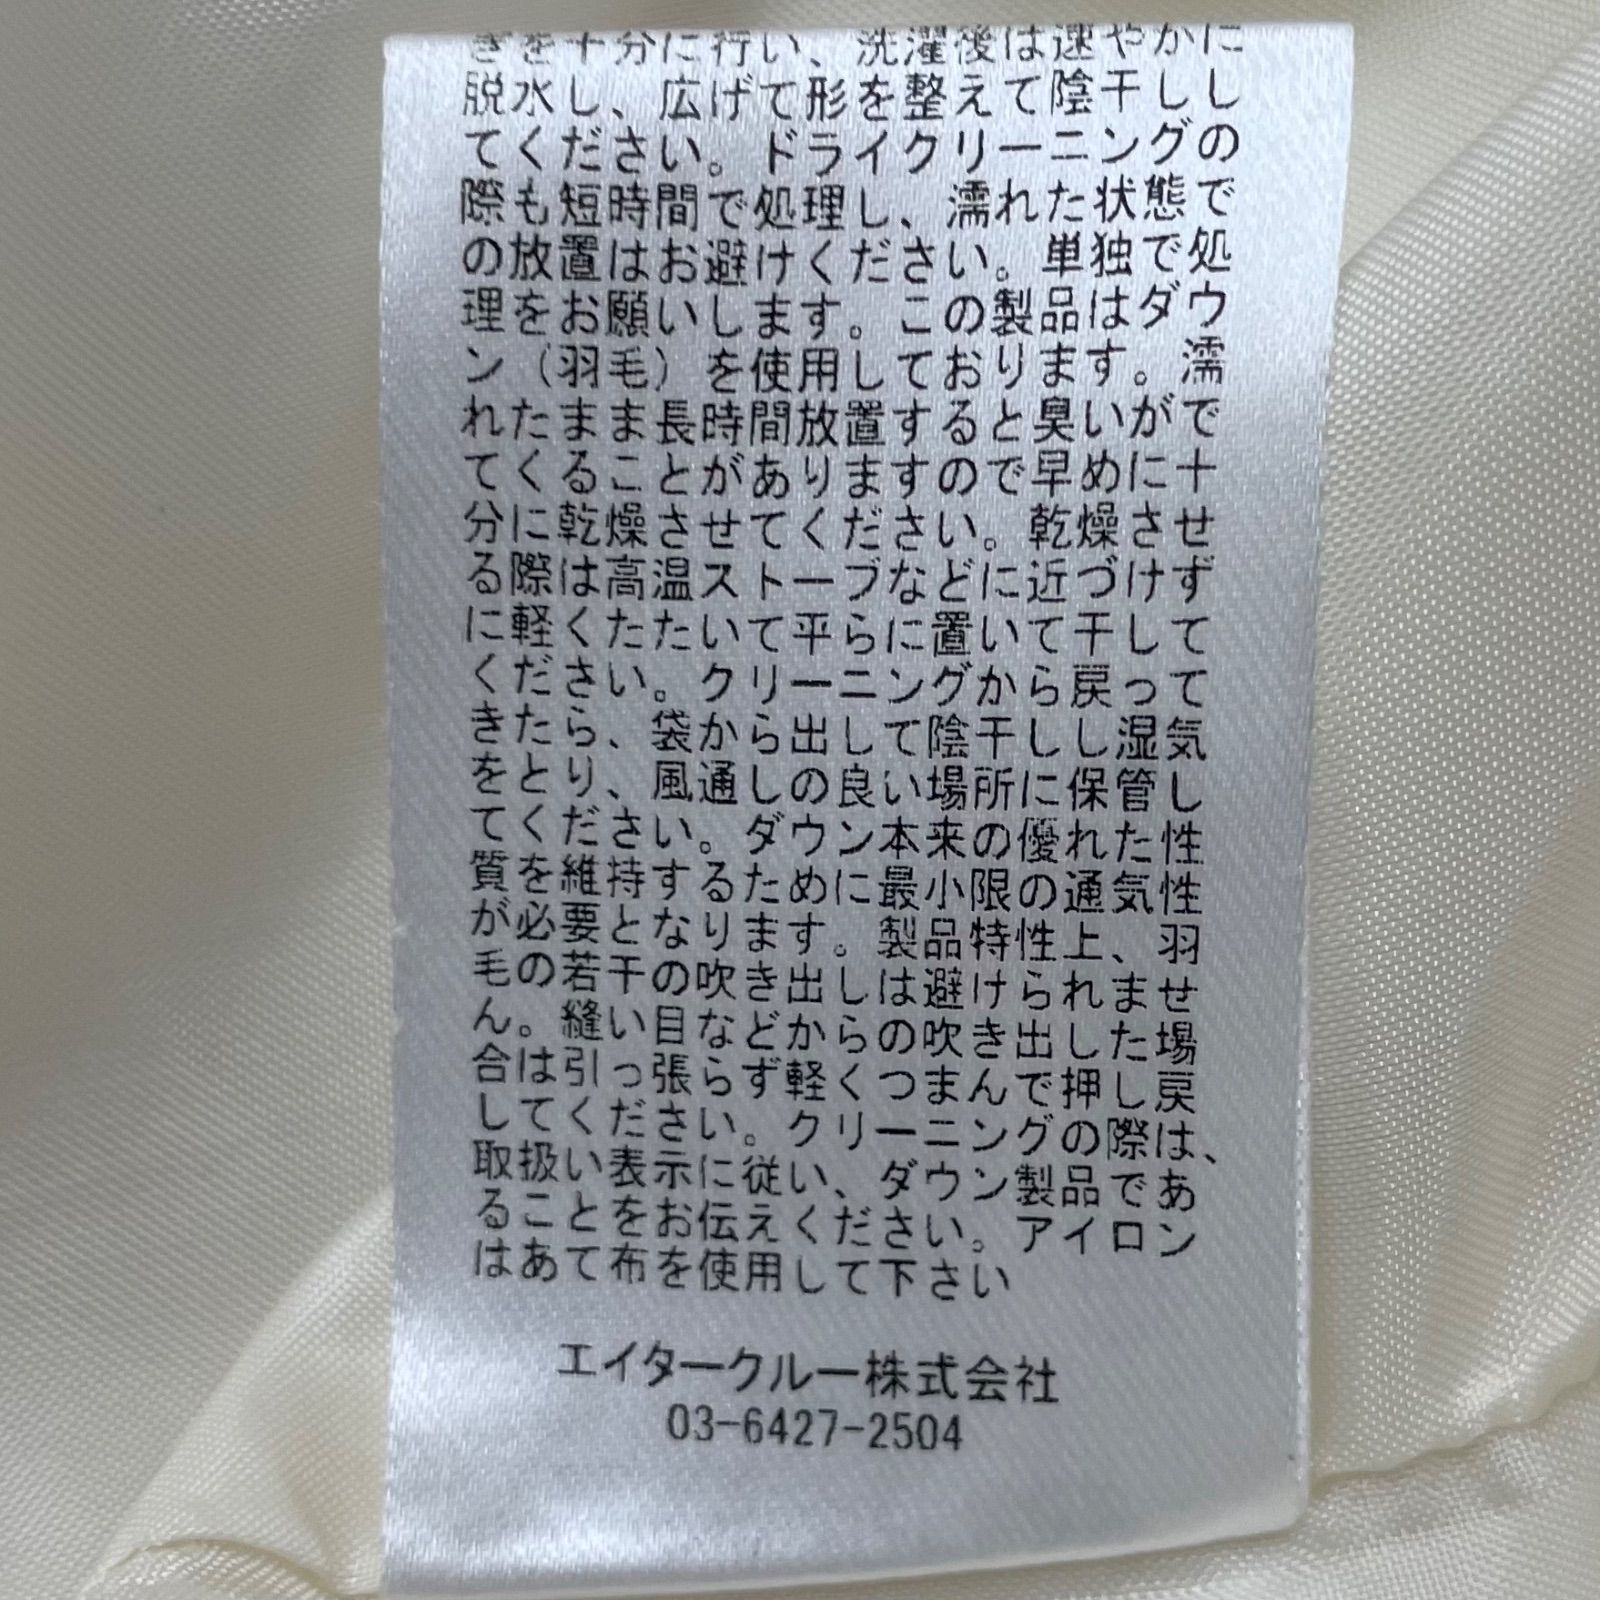 ぎを十分に行い、洗濯後は速やかに
脱水し、広げて形を整えて陰干しし
てください。ドライクリーニングの
際も短時間で処理し、濡れた状態で
の放置はお避けください。単独で処
理をお願いします。この製品はダウ
ン（羽毛）を使用しております。濡
れたまま長時間放置すると臭いがで
てくることがありますので早めに十
分に乾燥させてください。乾燥させ
る際は高温ストーブなどに近づけず
に軽くたたいて平らに置いて干して
ください。クリーニングから戻って
きたら、袋から出して陰干しし湿気
をとり、風通しの良い場所に保管し
てください。ダウン本来の優れた性
質を維持するために最小限の通気性
が必要となります。製品特性上、羽
毛の若干の吹き出しは避けられませ
ん。縫い目などからの吹き出した場
合は引っ張らず軽くつまんで押し戻
してください。クリーニングの際は、
取扱い表示に従い、ダウン製品であ
ることをお伝えください。アイロン
はあて布を使用して下さい
エイタークルー株式会社
03-6427-2504